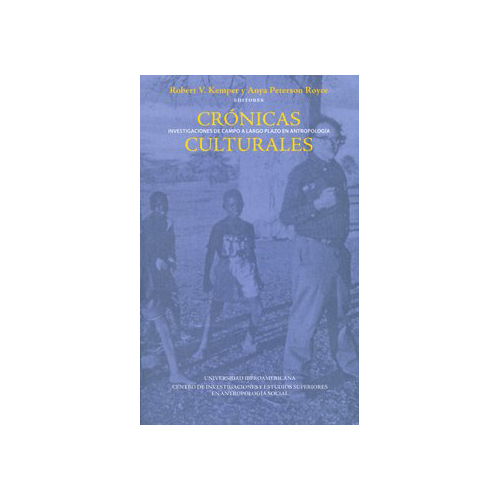 Robert V. Kemper y Anya Peterson Royce
EDITORES
CRÓNICAS
INVESTIGACIONES DE CAMPO A LARGO PLAZO EN ANTROPOLOGÍA
CULTURALES
UNIVERSIDAD IBEROAMERICANA
CENTRO DE INVESTIGACIONES Y ESTUDIOS SUPERIORES
EN ANTROPOLOGÍA SOCIAL